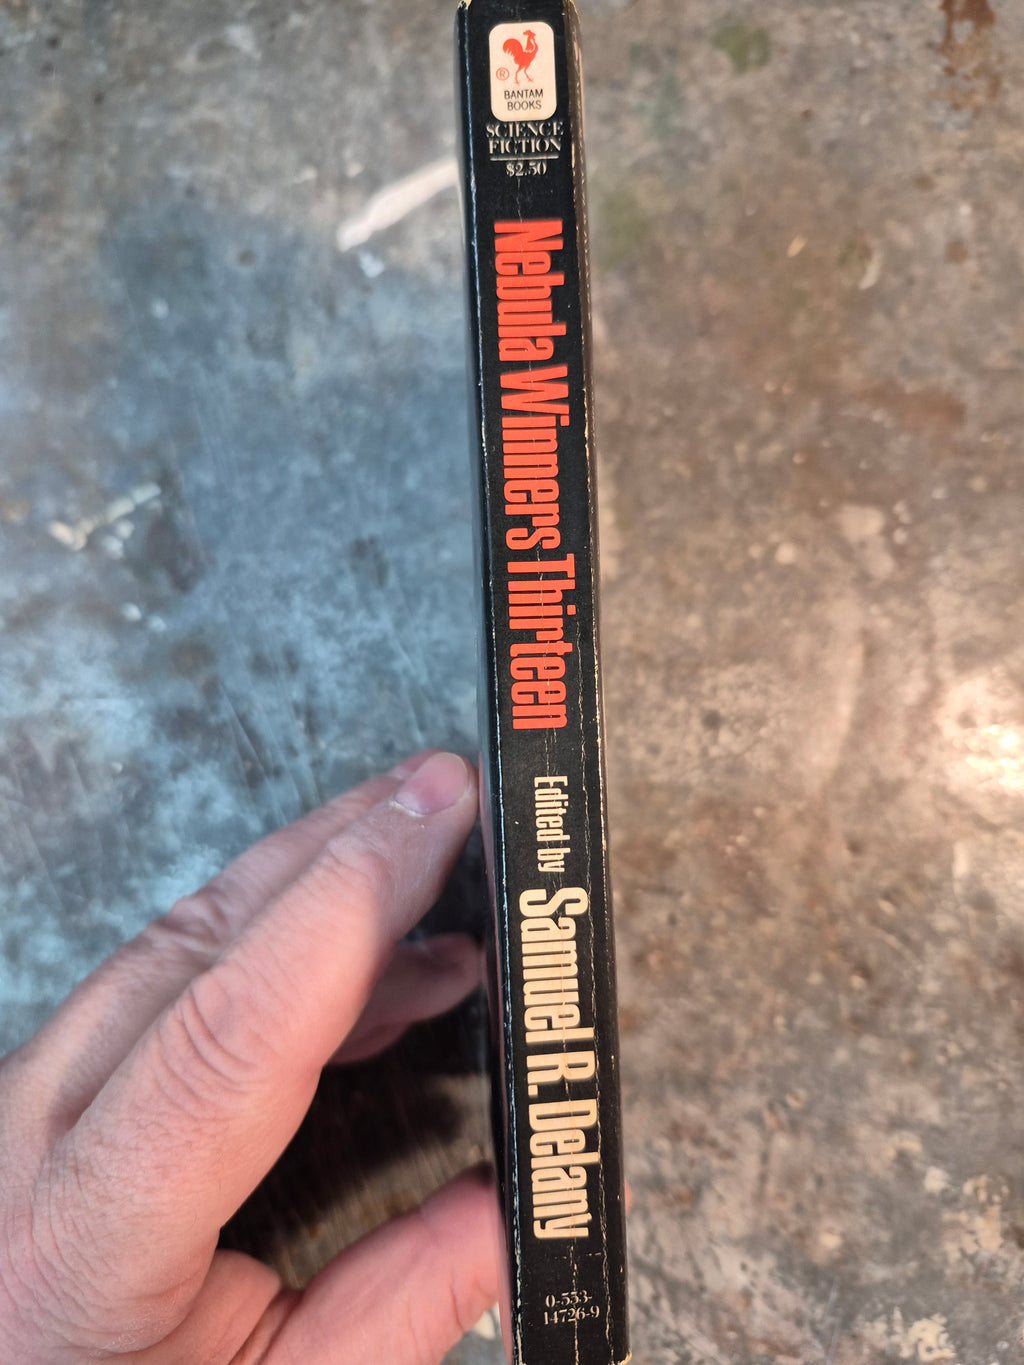 ®
BANTAM
BOOKS
SCIENCE
FICTION
$2.50
Nebula Winners Thirteen
Edited by Samuel R. Delany
0-553-
14726-9